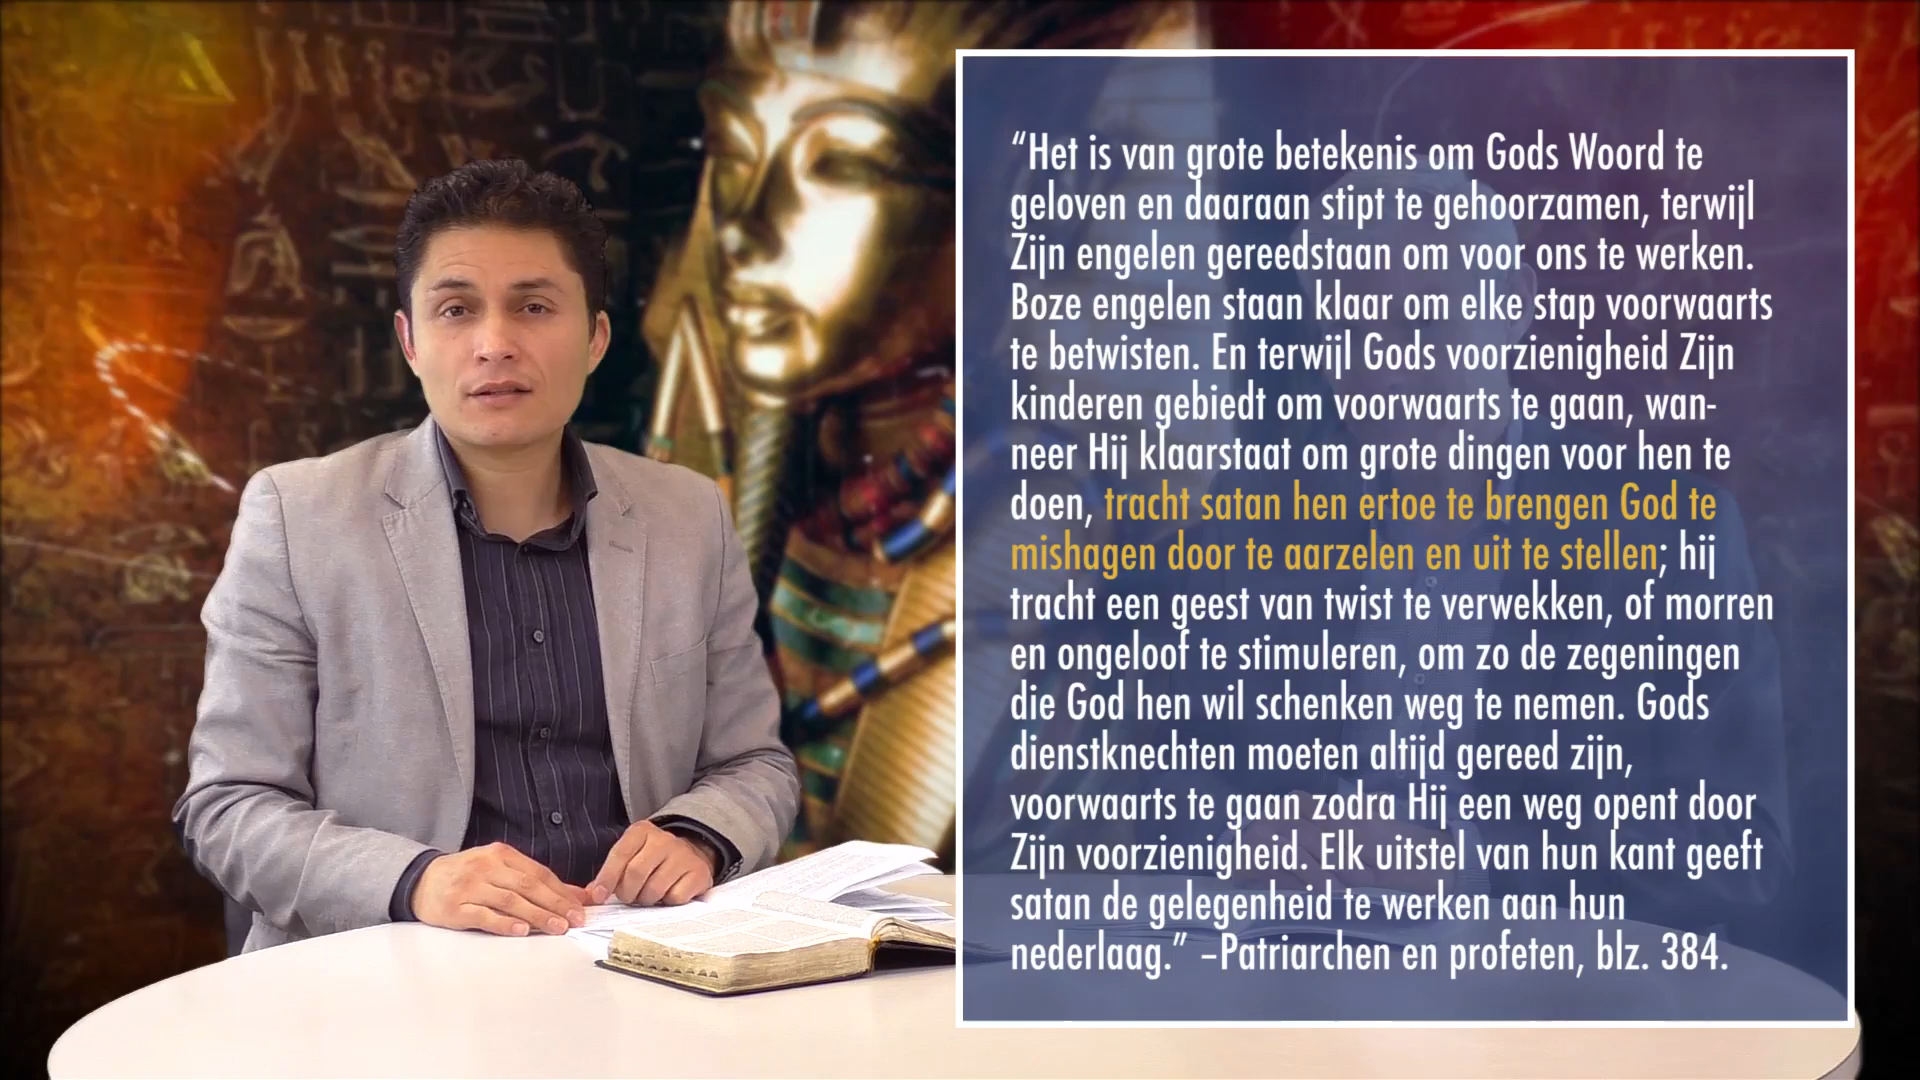 “Het is van grote betekenis om Gods Woord te
geloven en daaraan stipt te gehoorzamen, terwijl
Zijn engelen gereedstaan om voor ons te werken.
Boze engelen staan klaar om elke stap voorwaarts
te betwisten. En terwijl Gods voorzienigheid Zijn
kinderen gebiedt om voorwaarts te gaan, wan-
neer Hij klaarstaat om grote dingen voor hen te
doen, tracht satan hen ertoe te brengen God te
mishagen door te aarzelen en uit te stellen; hij
tracht een geest van twist te verwekken, of morren
en ongeloof te stimuleren, om zo de zegeningen
die God hen wil schenken weg te nemen. Gods
dienstknechten moeten altijd gereed zijn,
voorwaarts te gaan zodra Hij een weg opent door
Zijn voorzienigheid. Elk uitstel van hun kant geeft
satan de gelegenheid te werken aan hun
nederlaag.” –Patriarchen en profeten, blz. 384.